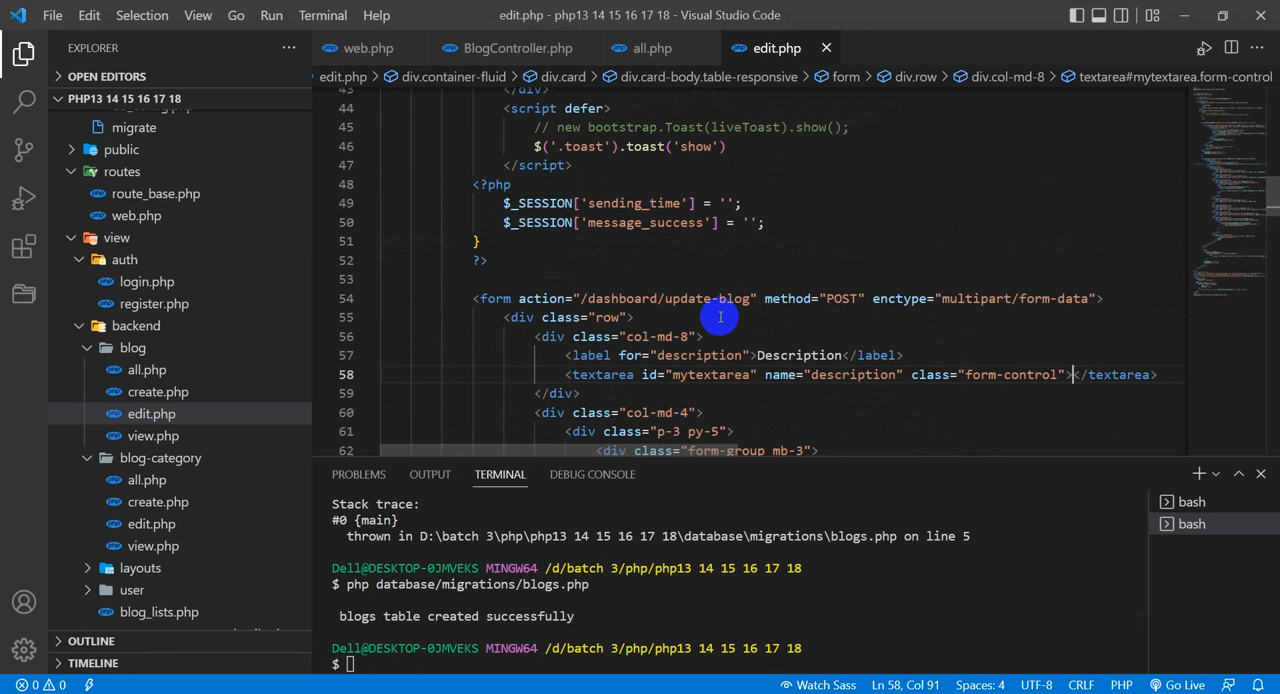 File Edit Selection View Go Run Terminal Help edit.php - php13 14 15 16 17 18 - Visual Studio Code
EXPLORER
OPEN EDITORS
PHP13 14 15 16 17 18
migrate
public
routes
route_base.php
web.php
view
auth
login.php
register.php
backend
blog
all.php
create.php
edit.php
view.php
blog-category
all.php
create.php
edit.php
view.php
layouts
user
blog_lists.php
OUTLINE
TIMELINE
web.php BlogController.php all.php edit.php
edit.php > div.container-fluid > div.card > div.card-body.table-responsive > form > div.row > div.col-md-8 > textarea#mytextarea.form-control
43 </div>
44 <script defer>
45 // new bootstrap.Toast(liveToast).show();
46 $('.toast').toast('show')
47 </script>
48 <?php
49 $_SESSION['sending_time'] = '';
50 $_SESSION['message_success'] = '';
51 }
52 ?>
53
54 <form action="/dashboard/update-blog" method="POST" enctype="multipart/form-data">
55 <div class="row">
56 <div class="col-md-8">
57 <label for="description">Description</label>
58 <textarea id="mytextarea" name="description" class="form-control"></textarea>
59 </div>
60 <div class="col-md-4">
61 <div class="p-3 py-5">
62 <div class="form-group mb-3">
PROBLEMS OUTPUT TERMINAL DEBUG CONSOLE
Stack trace:
#0 {main}
thrown in D:\batch 3\php\php13 14 15 16 17 18\database\migrations\blogs.php on line 5
Dell@DESKTOP-0JMVEKS MINGW64 /d/batch 3/php/php13 14 15 16 17 18
$ php database/migrations/blogs.php
blogs table created successfully
Dell@DESKTOP-0JMVEKS MINGW64 /d/batch 3/php/php13 14 15 16 17 18
$
bash
bash
0 0 Watch Sass Ln 58, Col 91 Spaces: 4 UTF-8 CRLF PHP Go Live